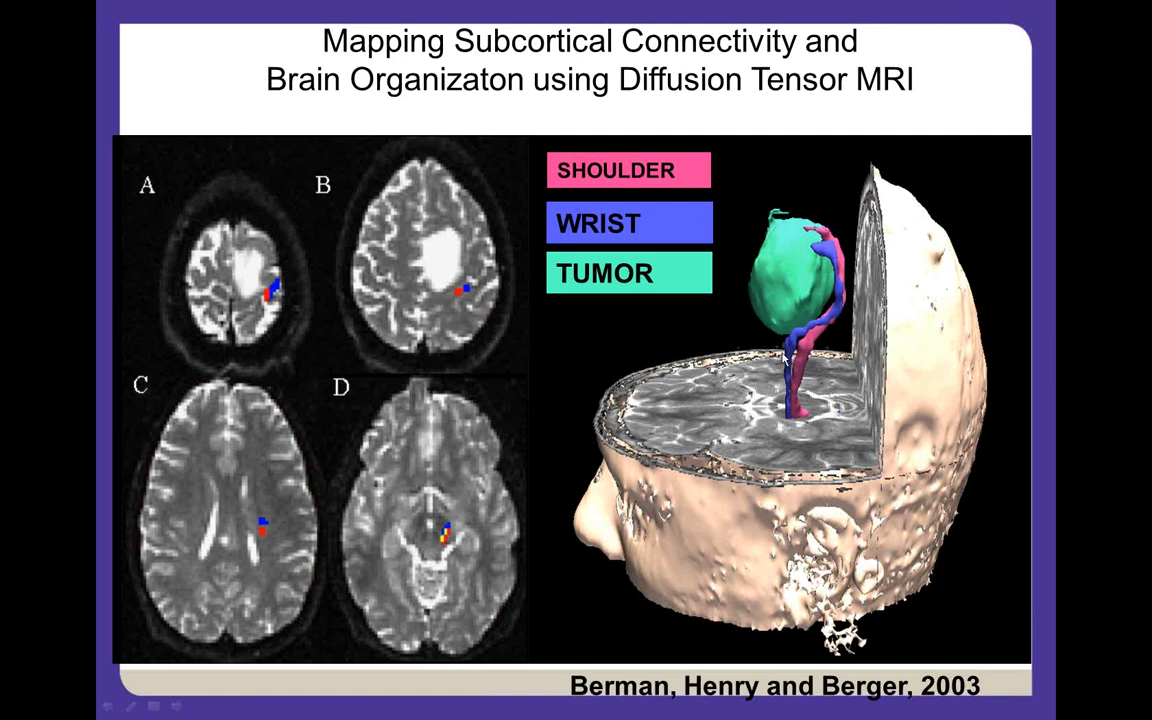 Mapping Subcortical Connectivity and
Brain Organizaton using Diffusion Tensor MRI
A
B
C
D
SHOULDER
WRIST
TUMOR
Berman, Henry and Berger, 2003